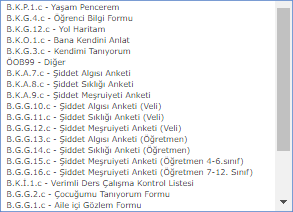 B.K.P.1.c - Yaşam Pencerem
B.K.G.4.c - Öğrenci Bilgi Formu
B.K.G.12.c - Yol Haritam
B.K.O.1.c - Bana Kendini Anlat
B.K.G.3.c - Kendimi Tanıyorum
ÖOB99 - Diğer
B.K.A.7.c - Şiddet Algısı Anketi
B.K.A.8.c - Şiddet Sıklığı Anketi
B.K.A.9.c - Şiddet Meşruiyeti Anketi
B.G.G.10.c - Şiddet Algısı Anketi (Veli)
B.G.G.11.c - Şiddet Sıklığı Anketi (Veli)
B.G.G.12.c - Şiddet Meşruiyeti Anketi (Veli)
B.G.G.13.c - Şiddet Algısı Anketi (Öğretmen)
B.G.G.14.c - Şiddet Sıklığı Anketi (Öğretmen)
B.G.G.15.c - Şiddet Meşruiyeti Anketi (Öğretmen 4-6.sınıf)
B.G.G.16.c - Şiddet Meşruiyeti Anketi (Öğretmen 7-12. Sınıf)
B.K.İ.1.c - Verimli Ders Çalışma Kontrol Listesi
B.G.G.2.c - Çocuğumu Tanıyorum Formu
B.G.G.1.c - Aile içi Gözlem Formu